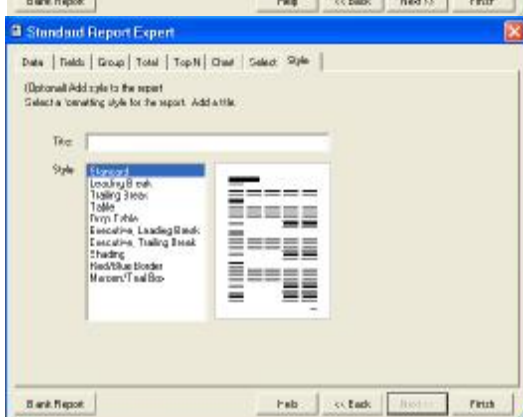 Blank Report Help << Back Next >> Finish
Standard Report Expert
Data Fields Group Total Top N Chart Select Style
(Optional) Add style to the report
Select a formatting style for the report. Add a title.
Title:
Style: Standard
Leading Break
Trailing Break
Table
Drop Table
Executive, Leading Break
Executive, Trailing Break
Shading
Red/Blue Border
Maroon/Teal Box
Blank Report Help << Back Next >> Finish